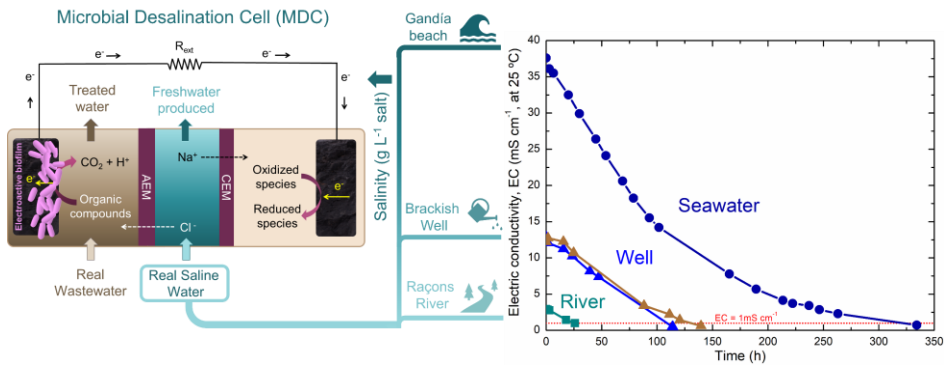 Microbial Desalination Cell (MDC)
e⁻
R_ext
e⁻
e⁻
e⁻
Treated
water
Freshwater
produced
Electroactive biofilm
CO₂ + H⁺
e⁻
Organic
compounds
AEM
Na⁺
Cl⁻
CEM
Oxidized
species
Reduced
species
e⁻
Real
Wastewater
Real Saline
Water
Salinity (g L⁻¹ salt)
Gandía
beach
Brackish
Well
Raçons
River
Electric conductivity, EC (mS cm⁻¹, at 25 ºC)
40
35
30
25
20
15
10
5
0
Seawater
Well
River
EC = 1mS cm⁻¹
0 50 100 150 200 250 300 350
Time (h)